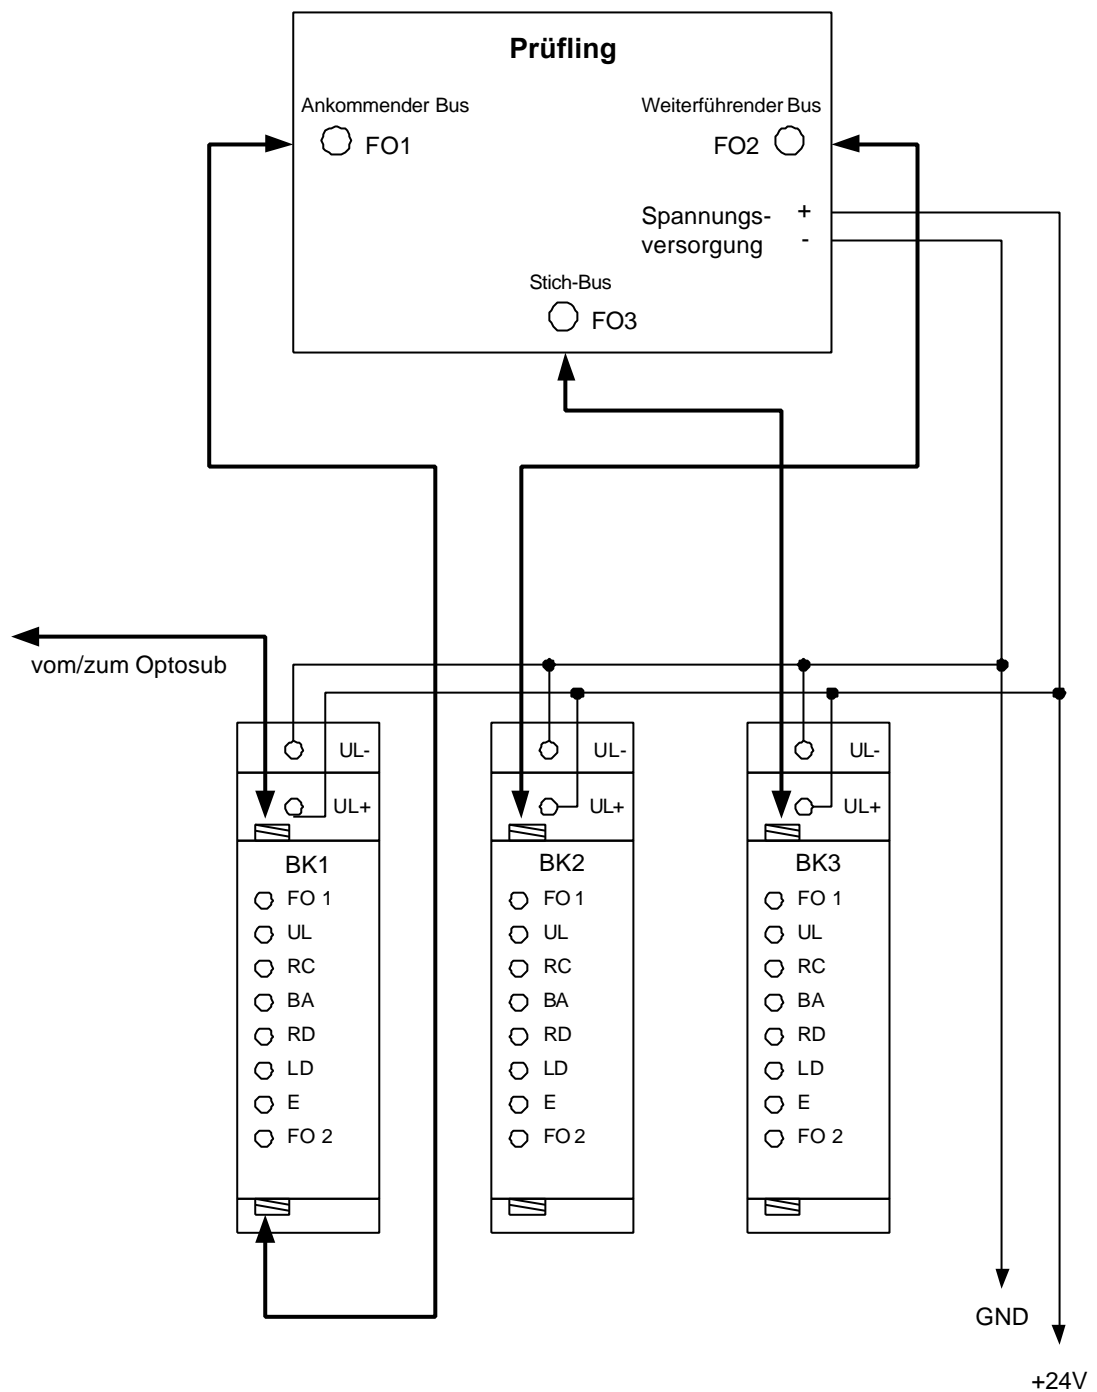 Prüfling
Ankommender Bus
Weiterführender Bus
FO1
FO2
Spannungs- +
versorgung -
Stich-Bus
FO3
vom/zum Optosub
UL-
UL+
BK1
FO 1
UL
RC
BA
RD
LD
E
FO 2
UL-
UL+
BK2
FO 1
UL
RC
BA
RD
LD
E
FO 2
UL-
UL+
BK3
FO 1
UL
RC
BA
RD
LD
E
FO 2
GND
+24V